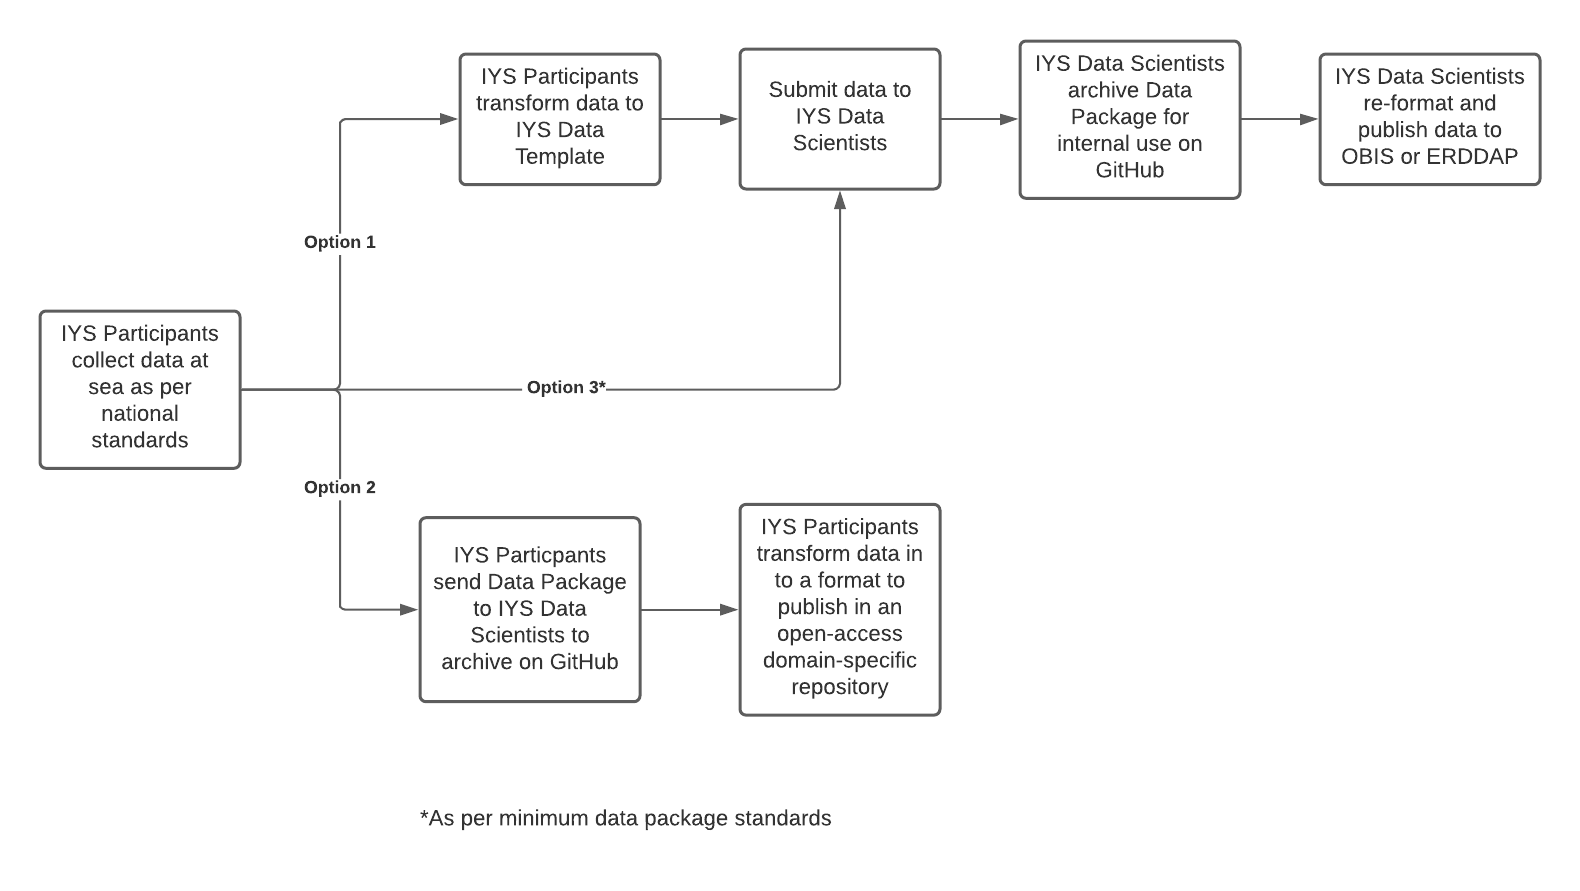 IYS Participants
transform data to
IYS Data
Template
Submit data to
IYS Data
Scientists
IYS Data Scientists
archive Data
Package for
internal use on
GitHub
IYS Data Scientists
re-format and
publish data to
OBIS or ERDDAP
Option 1
IYS Participants
collect data at
sea as per
national
standards
Option 3*
Option 2
IYS Particpants
send Data Package
to IYS Data
Scientists to
archive on GitHub
IYS Participants
transform data in
to a format to
publish in an
open-access
domain-specific
repository
*As per minimum data package standards